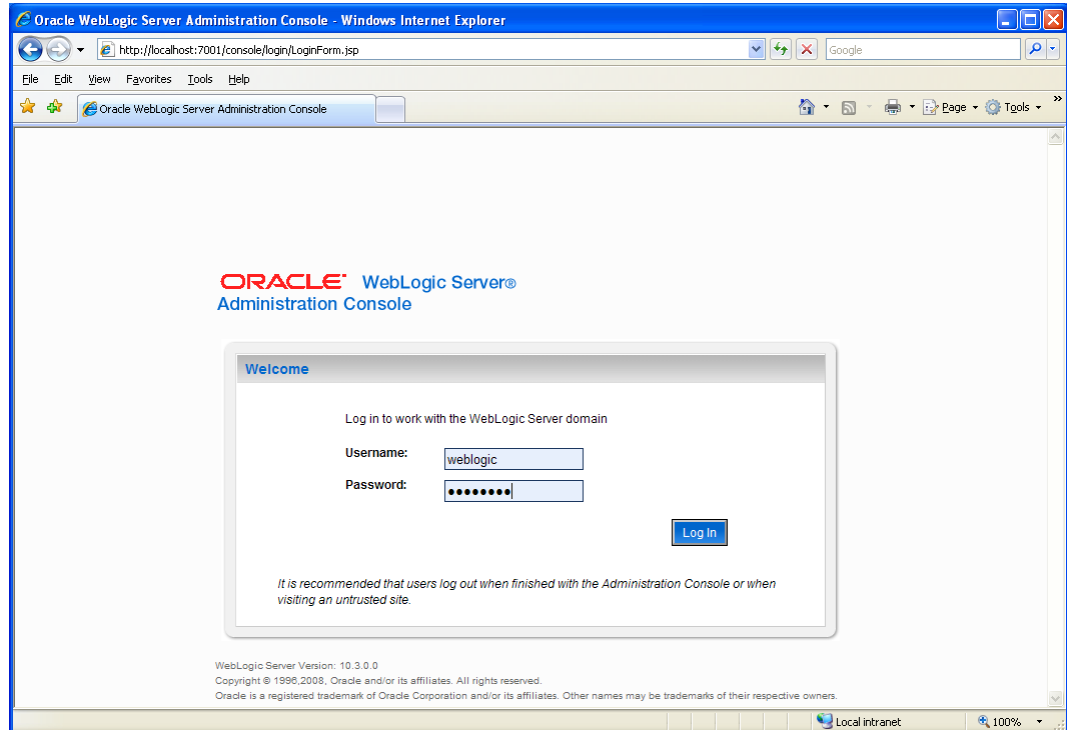 Oracle WebLogic Server Administration Console - Windows Internet Explorer
http://localhost:7001/console/login/LoginForm.jsp
Google
File Edit View Favorites Tools Help
Oracle WebLogic Server Administration Console
Page Tools »
ORACLE® WebLogic Server®
Administration Console
Welcome
Log in to work with the WebLogic Server domain
Username: weblogic
Password: ●●●●●●●●
Log In
It is recommended that users log out when finished with the Administration Console or when
visiting an untrusted site.
WebLogic Server Version: 10.3.0.0
Copyright © 1996,2008, Oracle and/or its affiliates. All rights reserved.
Oracle is a registered trademark of Oracle Corporation and/or its affiliates. Other names may be trademarks of their respective owners.
Local intranet 100%